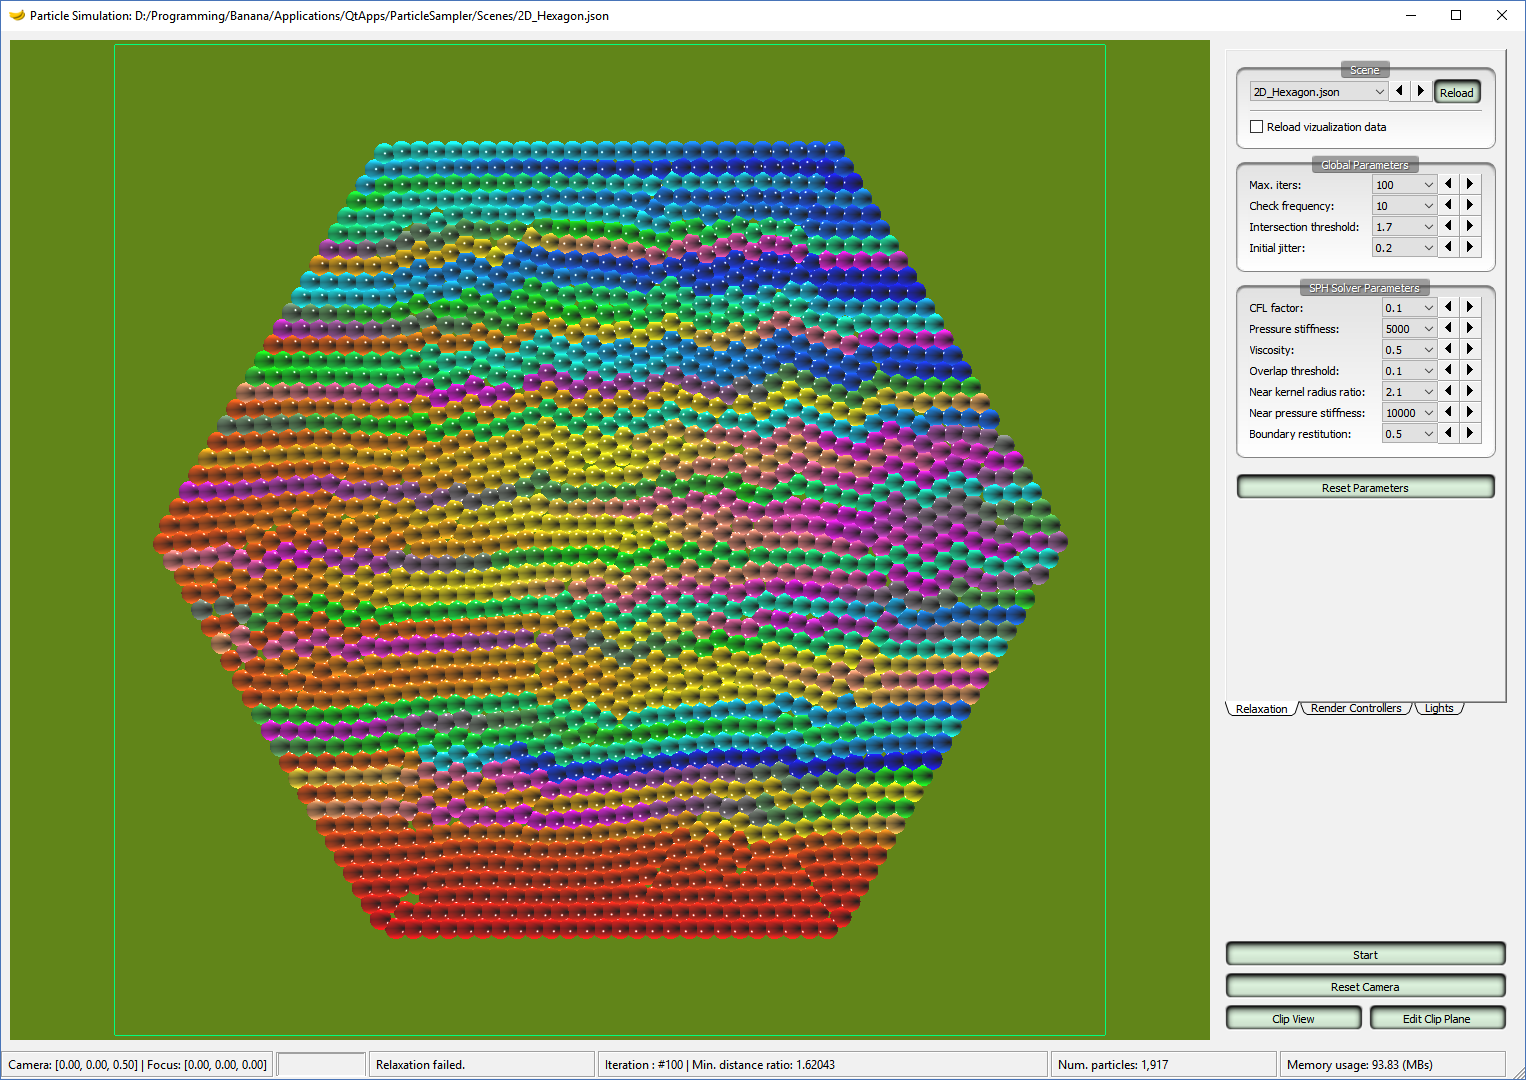 Particle Simulation: D:/Programming/Banana/Applications/QtApps/ParticleSampler/Scenes/2D_Hexagon.json
Scene
2D_Hexagon.json
Reload
Reload vizualization data
Global Parameters
Max. iters: 100
Check frequency: 10
Intersection threshold: 1.7
Initial jitter: 0.2
SPH Solver Parameters
CFL factor: 0.1
Pressure stiffness: 5000
Viscosity: 0.5
Overlap threshold: 0.1
Near kernel radius ratio: 2.1
Near pressure stiffness: 10000
Boundary restitution: 0.5
Reset Parameters
Relaxation Render Controllers Lights
Start
Reset Camera
Clip View Edit Clip Plane
Camera: [0.00, 0.00, 0.50] | Focus: [0.00, 0.00, 0.00] Relaxation failed. Iteration : #100 | Min. distance ratio: 1.62043 Num. particles: 1,917 Memory usage: 93.83 (MBs)